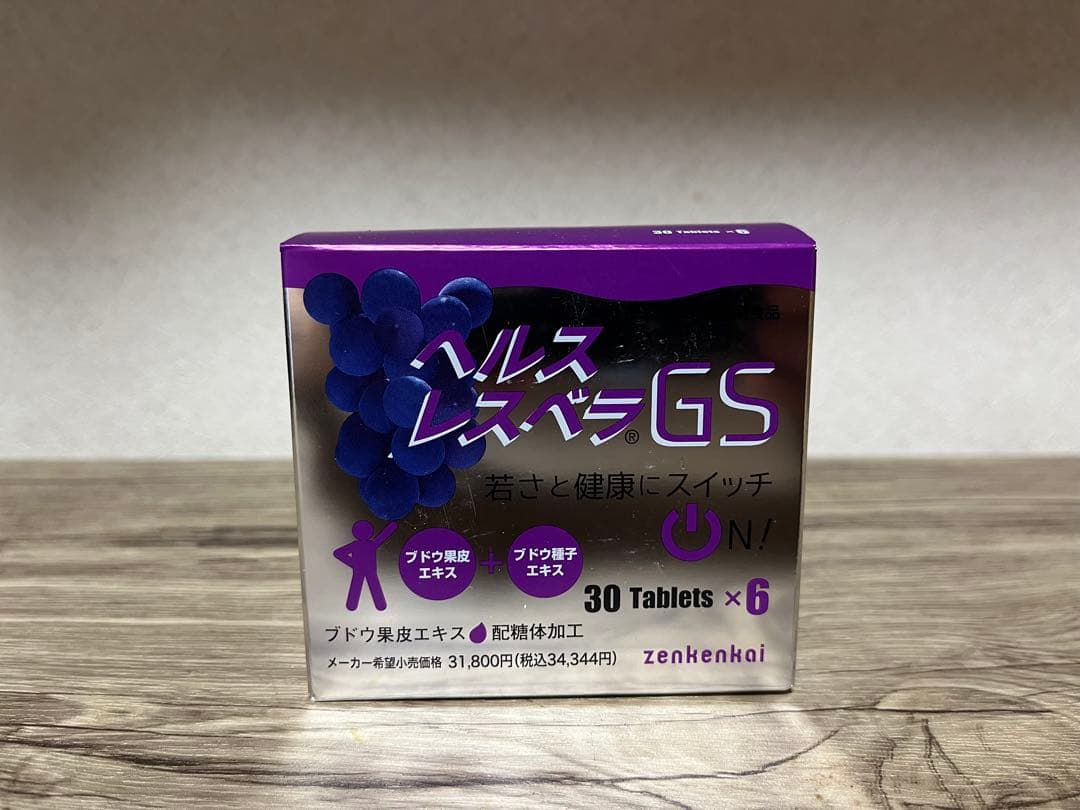 30 Tablets ×6
ヘルス
レスベラ®GS
若さと健康にスイッチ
ON!
ブドウ果皮
エキス
+
ブドウ種子
エキス
30 Tablets ×6
ブドウ果皮エキス 配糖体加工
メーカー希望小売価格 31,800円(税込34,344円)
zenkenkai